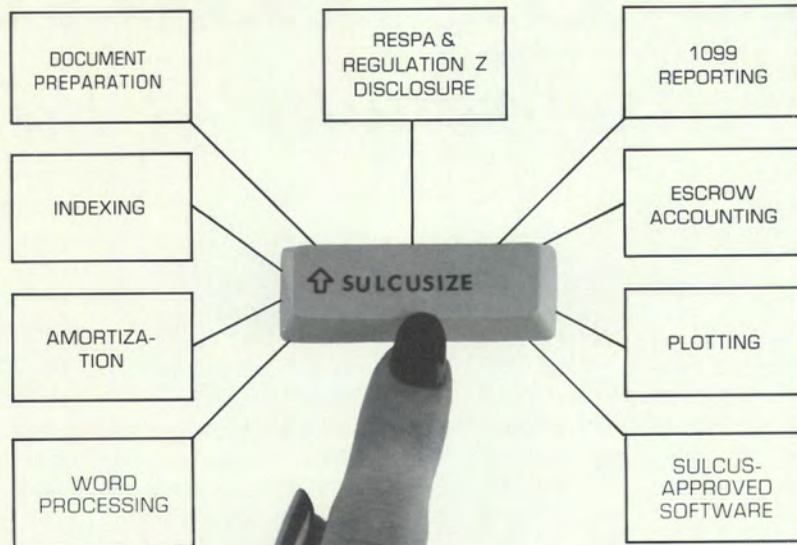 DOCUMENT
PREPARATION
RESPA &
REGULATION Z
DISCLOSURE
1099
REPORTING
INDEXING
ESCROW
ACCOUNTING
SULCUSIZE
AMORTIZA-
TION
PLOTTING
WORD
PROCESSING
SULCUS-
APPROVED
SOFTWARE